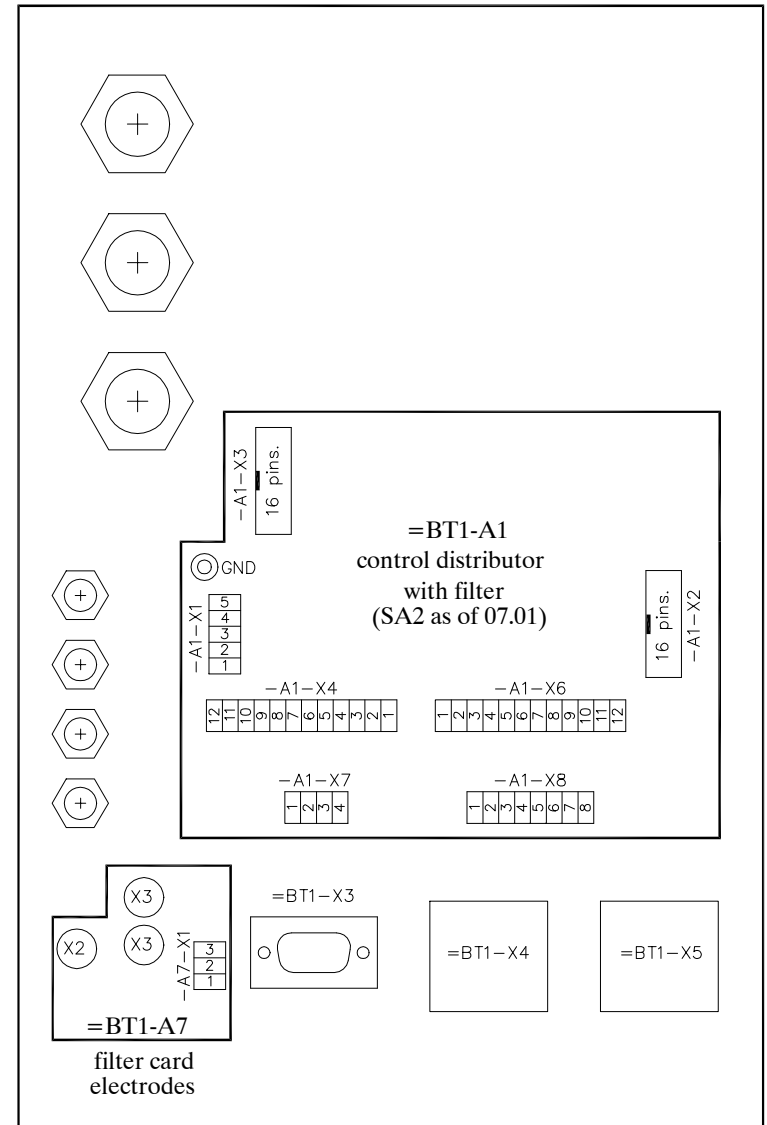 -A1-X3
16 pins.
=BT1-A1
control distributor
with filter
(SA2 as of 07.01)
GND
-A1-X1
5
4
3
2
1
16 pins.
-A1-X2
-A1-X4
12 11 10 9 8 7 6 5 4 3 2 1
-A1-X6
1 2 3 4 5 6 7 8 9 10 11 12
-A1-X7
1 2 3 4
-A1-X8
1 2 3 4 5 6 7 8
X3
X2
X3
-A7-X1
3
2
1
=BT1-A7
filter card
electrodes
=BT1-X3
=BT1-X4
=BT1-X5